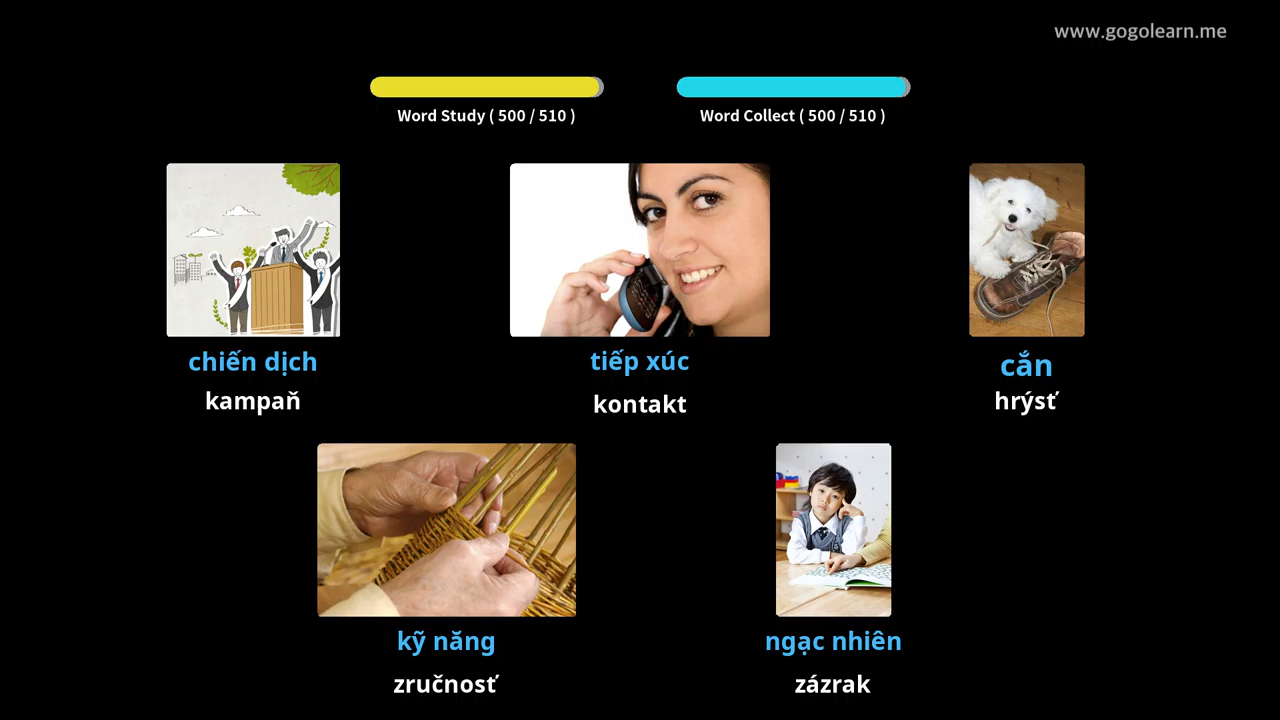 www.gogolearn.me
Word Study ( 500 / 510 )
Word Collect ( 500 / 510 )
chiến dịch
kampaň
tiếp xúc
kontakt
cắn
hrýsť
kỹ năng
zručnosť
ngạc nhiên
zázrak